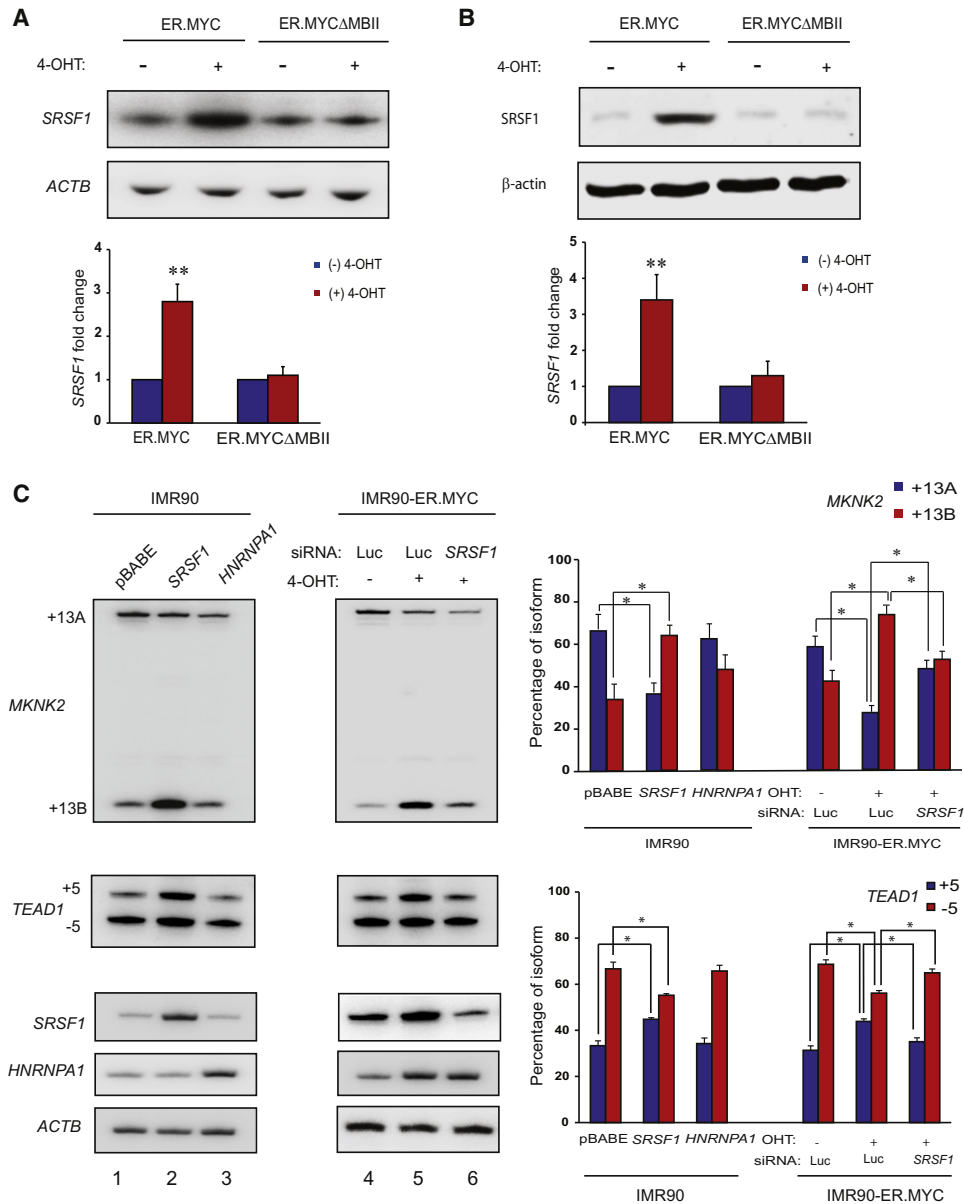 A
ER.MYC ER.MYCΔMBII
4-OHT: - + - +
SRSF1
ACTB
SRSF1 fold change
4
3
2
1
0
**
(-) 4-OHT
(+) 4-OHT
ER.MYC ER.MYCΔMBII
B
ER.MYC ER.MYCΔMBII
4-OHT: - + - +
SRSF1
β-actin
SRSF1 fold change
5
4
3
2
1
0
**
(-) 4-OHT
(+) 4-OHT
ER.MYC ER.MYCΔMBII
C
IMR90
pBABE SRSF1 HNRNPA1
IMR90-ER.MYC
siRNA: Luc Luc SRSF1
4-OHT: - + +
+13A
MKNK2
+13B
+5
TEAD1
-5
SRSF1
HNRNPA1
ACTB
1 2 3 4 5 6
MKNK2
+13A
+13B
Percentage of isoform
100
80
60
40
20
0
* * * * * *
pBABE SRSF1 HNRNPA1 OHT: - + +
siRNA: Luc Luc SRSF1
IMR90 IMR90-ER.MYC
TEAD1
+5
-5
Percentage of isoform
100
80
60
40
20
0
* * * * * *
pBABE SRSF1 HNRNPA1 OHT: - + +
siRNA: Luc Luc SRSF1
IMR90 IMR90-ER.MYC